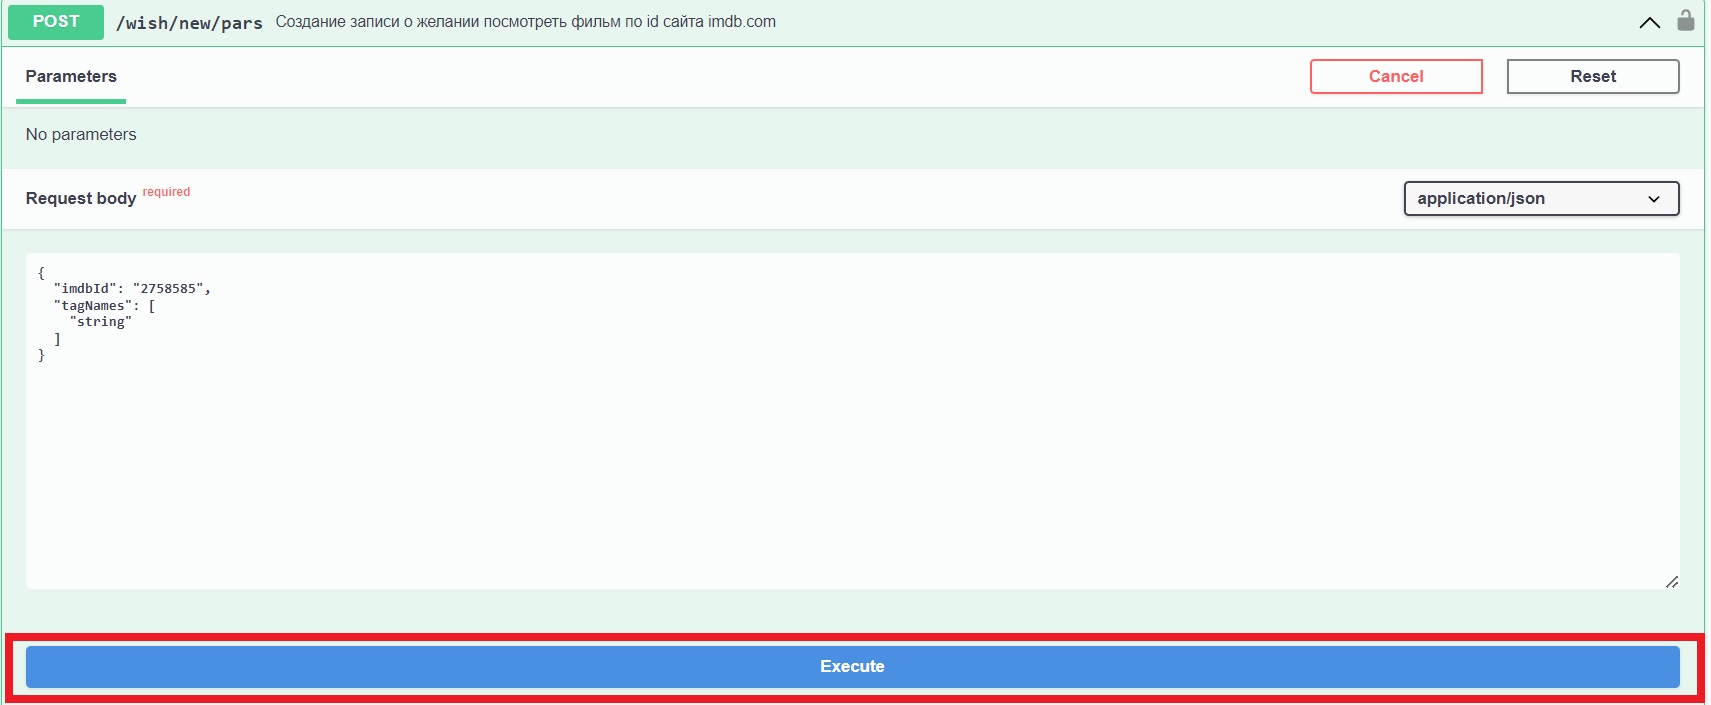 POST /wish/new/pars Создание записи о желании посмотреть фильм по id сайта imdb.com
Parameters Cancel Reset
No parameters
Request body required application/json
{
"imdbId": "2758585",
"tagNames": [
"string"
]
}
Execute